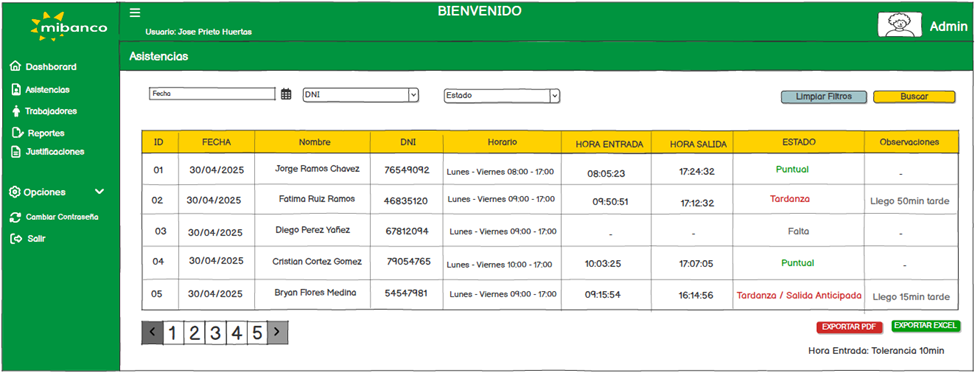 mibanco
BIENVENIDO
Usuario: Jose Prieto Huertas
Admin
Asistencias
Dashborard
Asistencias
Trabajadores
Reportes
Justificaciones
Opciones
Cambiar Contraseña
Salir
Fecha
DNI
Estado
Limpiar Filtros
Buscar
ID FECHA Nombre DNI Horario HORA ENTRADA HORA SALIDA ESTADO Observaciones
01 30/04/2025 Jorge Ramos Chavez 76549092 Lunes - Viernes 08:00 - 17:00 08:05:23 17:24:32 Puntual -
02 30/04/2025 Fatima Ruiz Ramos 46835120 Lunes - Viernes 09:00 - 17:00 09:50:51 17:12:32 Tardanza Llego 50min tarde
03 30/04/2025 Diego Perez Yañez 67812094 Lunes - Viernes 09:00 - 17:00 - - Falta -
04 30/04/2025 Cristian Cortez Gomez 79054765 Lunes - Viernes 10:00 - 17:00 10:03:25 17:07:05 Puntual -
05 30/04/2025 Bryan Flores Medina 54547981 Lunes - Viernes 09:00 - 17:00 09:15:54 16:14:56 Tardanza / Salida Anticipada Llego 15min tarde
< 1 2 3 4 5 >
EXPORTAR PDF
EXPORTAR EXCEL
Hora Entrada: Tolerancia 10min